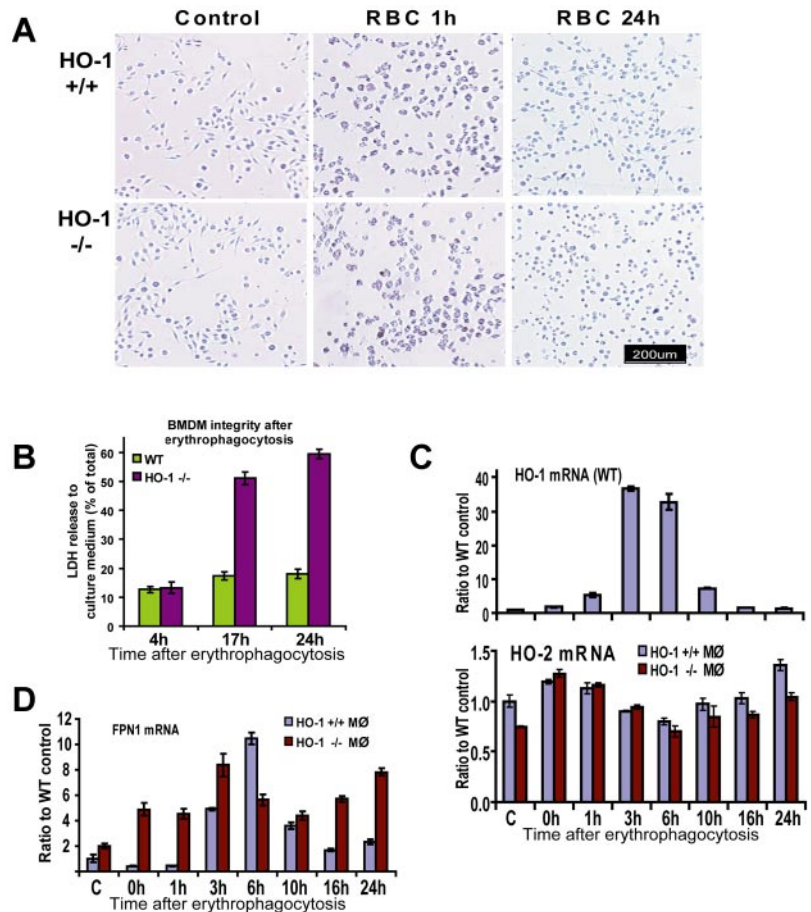 A
Control
RBC 1h
RBC 24h
HO-1
+/+
HO-1
-/-
200um
B
BMDM integrity after
erythrophagocytosis
WT
HO-1 -/-
LDH release to
culture medium (% of total)
60
50
40
30
20
10
0
4h
17h
24h
Time after erythrophagocytosis
C
HO-1 mRNA (WT)
Ratio to WT control
40
30
20
10
0
HO-2 mRNA
HO-1 +/+ MØ
HO-1 -/- MØ
Ratio to WT control
1.5
1.0
0.5
0.0
C
0h
1h
3h
6h
10h
16h
24h
Time after erythrophagocytosis
D
FPN1 mRNA
HO-1 +/+ MØ
HO-1 -/- MØ
Ratio to WT control
12
10
8
6
4
2
C
0h
1h
3h
6h
10h
16h
24h
Time after erythrophagocytosis